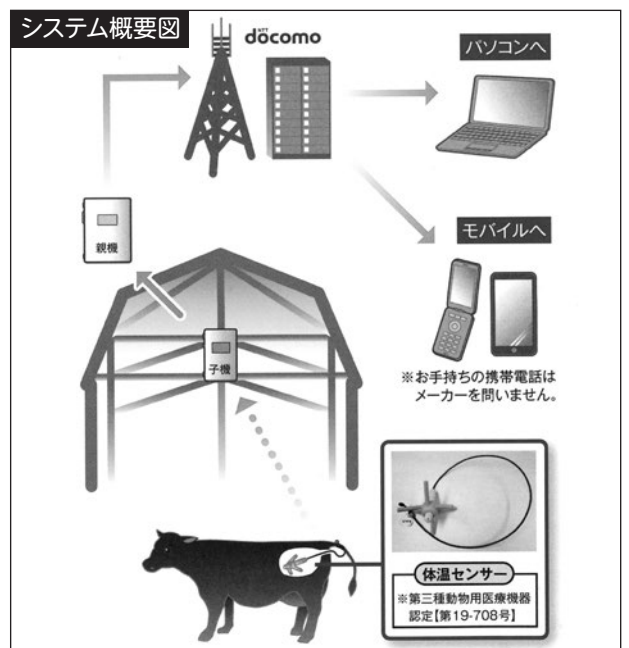 システム概要図
NTT
döcomo
パソコンへ
親機
モバイルへ
子機
※お手持ちの携帯電話は
メーカーを問いません。
体温センサー
※第三種動物用医療機器
認定【第19-708号】